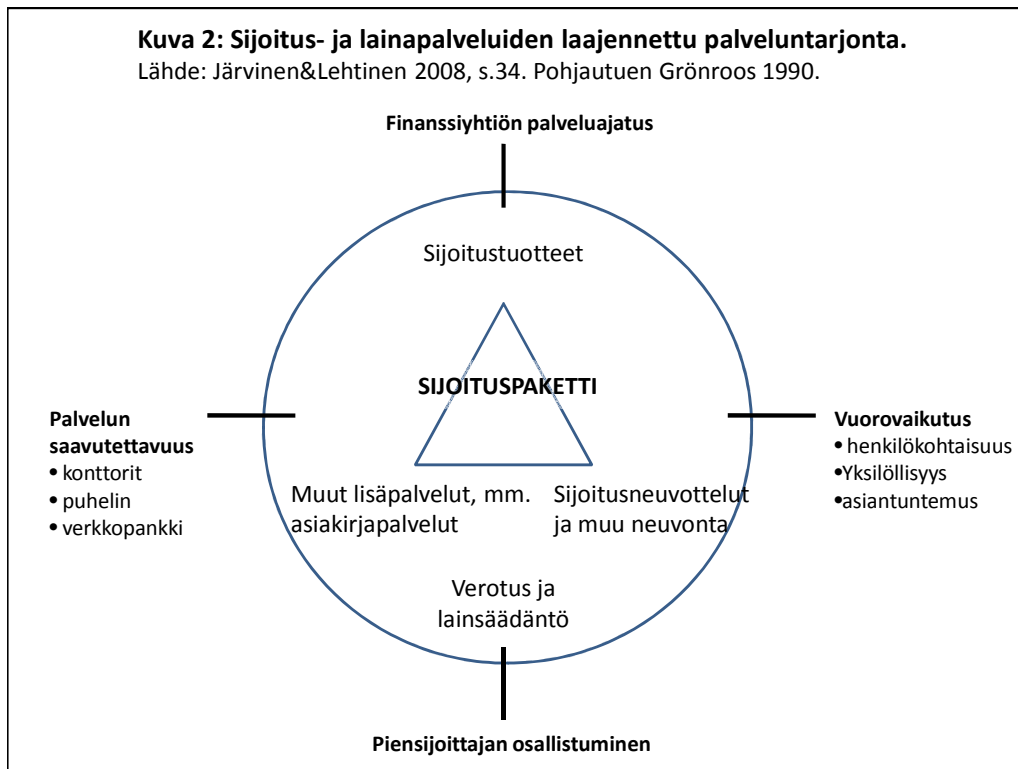 Kuva 2: Sijoitus- ja lainapalveluiden laajennettu palveluntarjonta.
Lähde: Järvinen&Lehtinen 2008, s.34. Pohjautuen Grönroos 1990.
Finanssiyhtiön palveluajatus
Sijoitustuotteet
SIJOITUSPAKETTI
Palvelun
saavutettavuus
• konttorit
• puhelin
• verkkopankki
Vuorovaikutus
• henkilökohtaisuus
•Yksilöllisyys
•asiantuntemus
Muut lisäpalvelut, mm.
asiakirjapalvelut
Sijoitusneuvottelut
ja muu neuvonta
Verotus ja
lainsäädäntö
Piensijoittajan osallistuminen